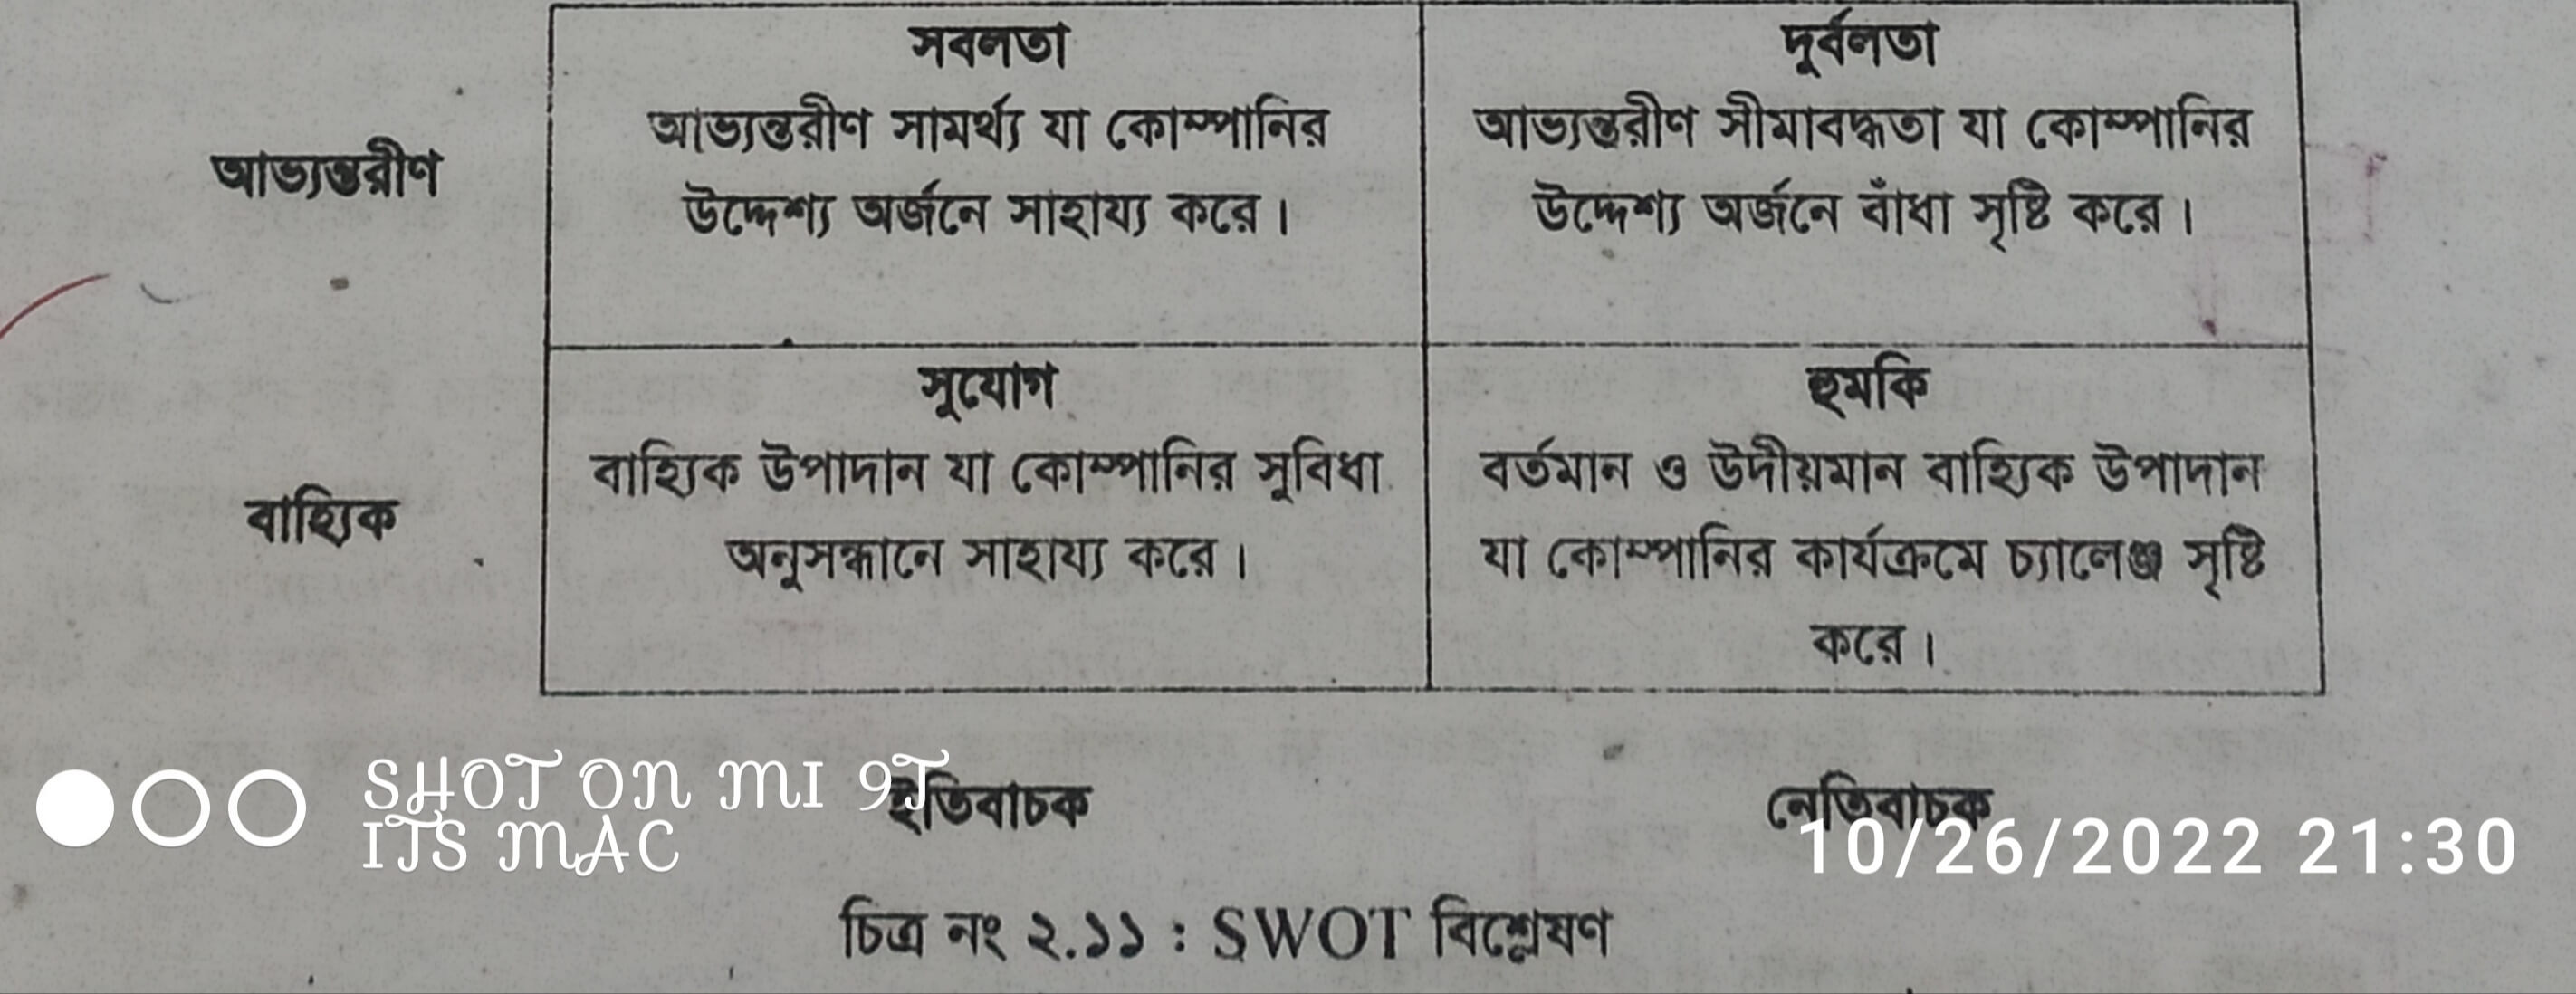 সবলতা
আভ্যন্তরীণ সামর্থ্য যা কোম্পানির
উদ্দেশ্য অর্জনে সাহায্য করে।
দুর্বলতা
আভ্যন্তরীণ সীমাবদ্ধতা যা কোম্পানির
উদ্দেশ্য অর্জনে বাঁধা সৃষ্টি করে।
আভ্যন্তরীণ
সুযোগ
বাহ্যিক উপাদান যা কোম্পানির সুবিধা
অনুসন্ধানে সাহায্য করে।
হুমকি
বর্তমান ও উদীয়মান বাহ্যিক উপাদান
যা কোম্পানির কার্যক্রমে চ্যালেঞ্জ সৃষ্টি
করে।
বাহ্যিক
ইতিবাচক
নেতিবাচক
SHOT ON MI 9T
ITS MAC
10/26/2022 21:30
চিত্র নং ২.১১ : SWOT বিশ্লেষণ